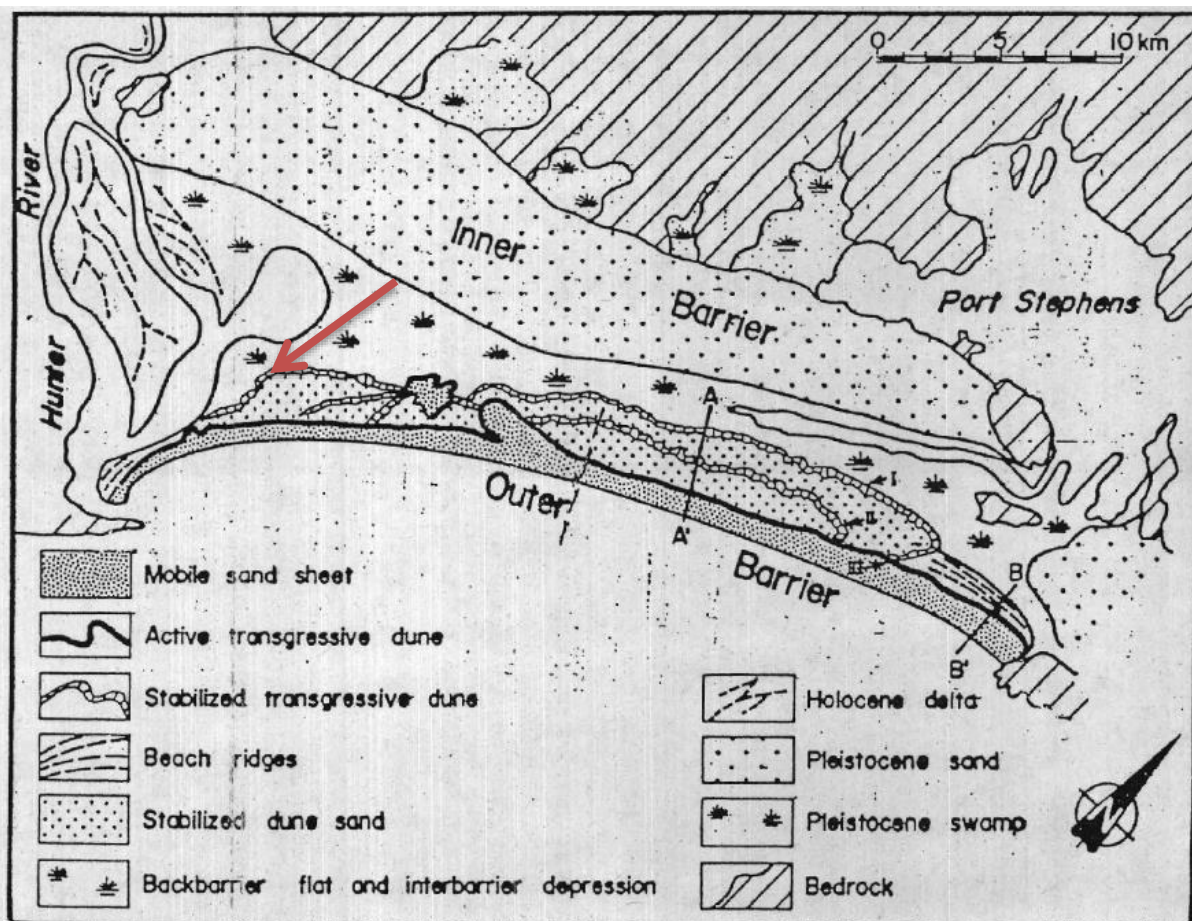 0 5 10 km
River
Inner
Barrier
Port Stephens
Hunter
A
I
Outer
II
A'
Barrier
III
B
B'
Mobile sand sheet
Active transgressive dune
Stabilized transgressive dune
Beach ridges
Stabilized dune sand
Backbarrier flat and interbarrier depression
Holocene delta
Pleistocene sand
Pleistocene swamp
Bedrock